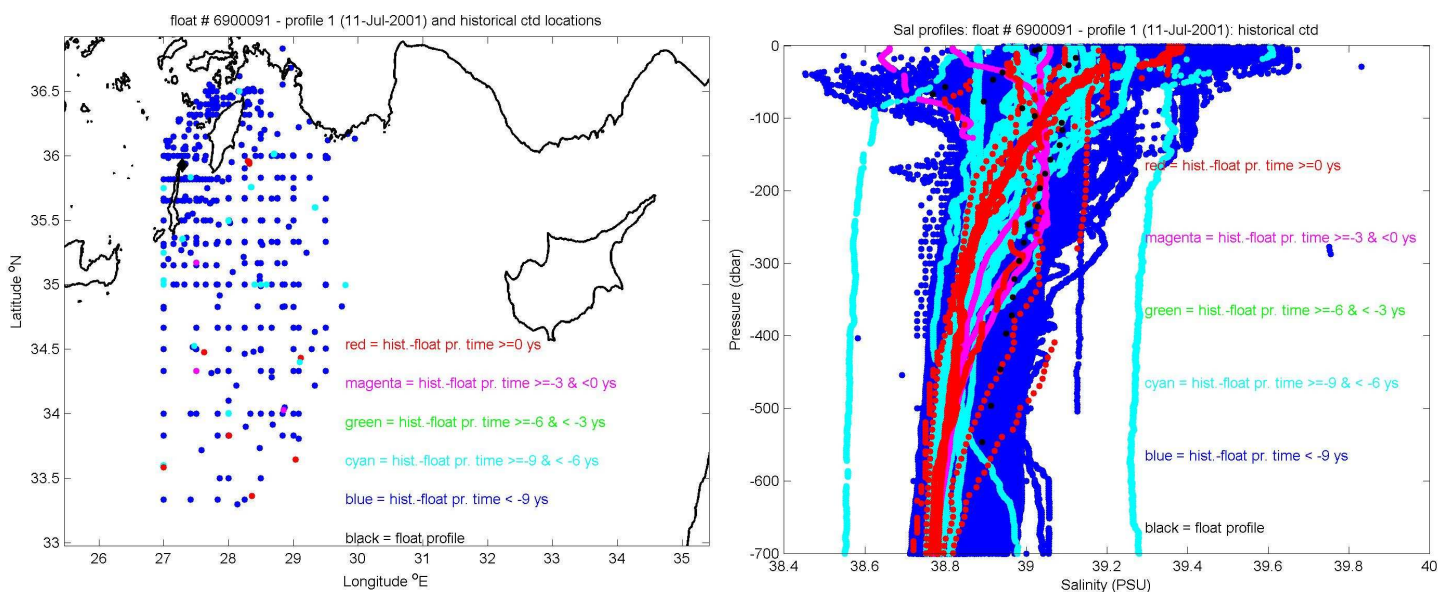 float # 6900091 - profile 1 (11-Jul-2001) and historical ctd locations
36.5
36
35.5
35
34.5
34
33.5
33
Latitude °N
red = hist.-float pr. time >=0 ys
magenta = hist.-float pr. time >=-3 & <0 ys
green = hist.-float pr. time >=-6 & < -3 ys
cyan = hist.-float pr. time >=-9 & < -6 ys
blue = hist.-float pr. time < -9 ys
black = float profile
26 27 28 29 30 31 32 33 34 35
Longitude °E
Sal profiles: float # 6900091 - profile 1 (11-Jul-2001): historical ctd
0
-100
-200
-300
-400
-500
-600
-700
Pressure (dbar)
red = hist.-float pr. time >=0 ys
magenta = hist.-float pr. time >=-3 & <0 ys
green = hist.-float pr. time >=-6 & < -3 ys
cyan = hist.-float pr. time >=-9 & < -6 ys
blue = hist.-float pr. time < -9 ys
black = float profile
38.4 38.6 38.8 39 39.2 39.4 39.6 39.8 40
Salinity (PSU)